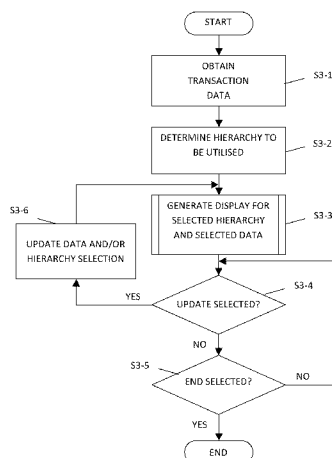 START
OBTAIN
TRANSACTION
DATA
S3-1
DETERMINE HIERARCHY TO
BE UTILISED
S3-2
S3-6
GENERATE DISPLAY FOR
SELECTED HIERARCHY
AND SELECTED DATA
S3-3
UPDATE DATA AND/OR
HIERARCHY SELECTION
S3-4
YES
UPDATE SELECTED?
NO
S3-5
END SELECTED?
NO
YES
END